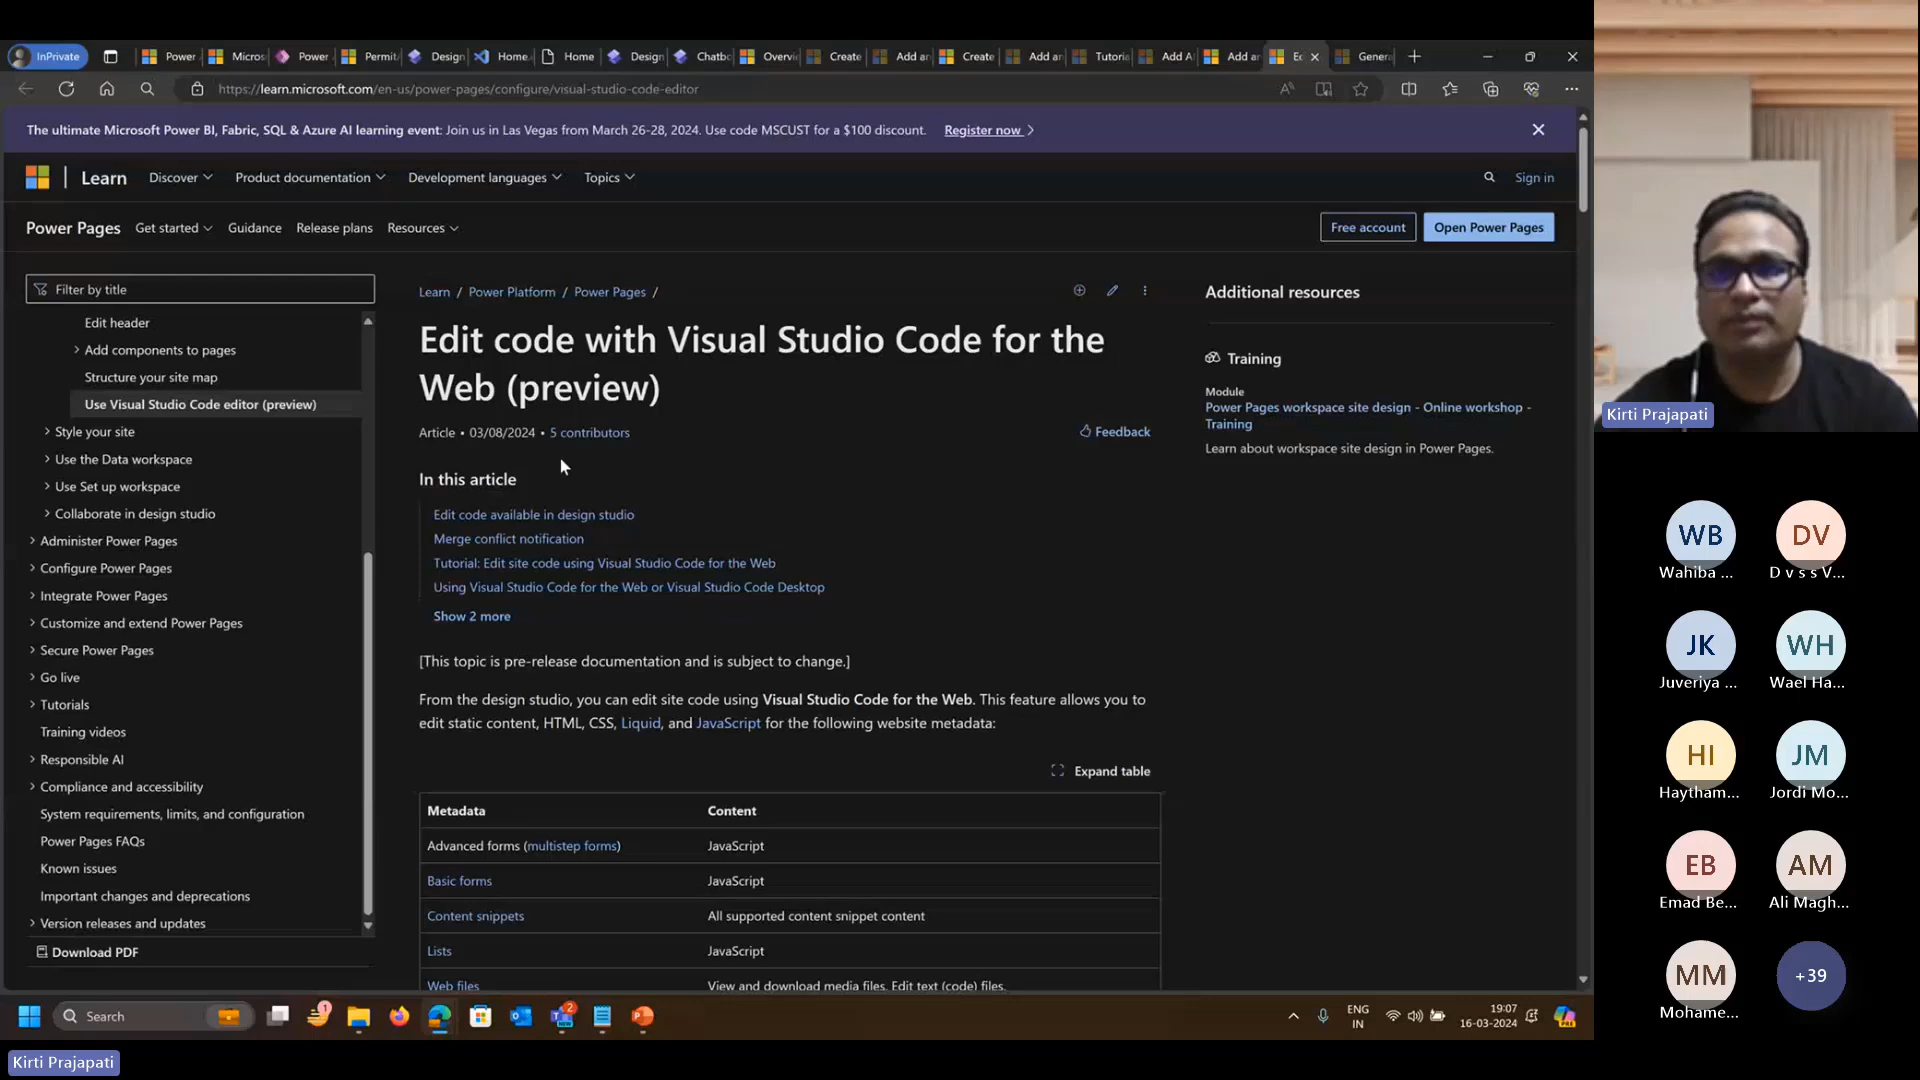 InPrivate
Power
Micros
Power
Permit
Design
Home
Home
Design
Chatbo
Overvi
Create
Add an
Create
Add an
Tutoria
Add AI
Add an
Ec
Genera
https://learn.microsoft.com/en-us/power-pages/configure/visual-studio-code-editor
The ultimate Microsoft Power BI, Fabric, SQL & Azure AI learning event: Join us in Las Vegas from March 26-28, 2024. Use code MSCUST for a $100 discount. Register now
Learn Discover Product documentation Development languages Topics Sign in
Power Pages Get started Guidance Release plans Resources Free account Open Power Pages
Filter by title
Edit header
Add components to pages
Structure your site map
Use Visual Studio Code editor (preview)
Style your site
Use the Data workspace
Use Set up workspace
Collaborate in design studio
Administer Power Pages
Configure Power Pages
Integrate Power Pages
Customize and extend Power Pages
Secure Power Pages
Go live
Tutorials
Training videos
Responsible AI
Compliance and accessibility
System requirements, limits, and configuration
Power Pages FAQs
Known issues
Important changes and deprecations
Version releases and updates
Download PDF
Learn / Power Platform / Power Pages /
Edit code with Visual Studio Code for the
Web (preview)
Article • 03/08/2024 • 5 contributors
Feedback
In this article
Edit code available in design studio
Merge conflict notification
Tutorial: Edit site code using Visual Studio Code for the Web
Using Visual Studio Code for the Web or Visual Studio Code Desktop
Show 2 more
[This topic is pre-release documentation and is subject to change.]
From the design studio, you can edit site code using Visual Studio Code for the Web. This feature allows you to
edit static content, HTML, CSS, Liquid, and JavaScript for the following website metadata:
Expand table
Metadata Content
Advanced forms (multistep forms) JavaScript
Basic forms JavaScript
Content snippets All supported content snippet content
Lists JavaScript
Web files View and download media files. Edit text (code) files.
Additional resources
Training
Module
Power Pages workspace site design - Online workshop -
Training
Learn about workspace site design in Power Pages.
Search
1
2
NEW
ENG
IN
19:07
16-03-2024
PRE
Kirti Prajapati
Kirti Prajapati
WB
Wahiba ...
DV
D v s s V...
JK
Juveriya ...
WH
Wael Ha...
HI
Haytham...
JM
Jordi Mo...
EB
Emad Be...
AM
Ali Magh...
MM
Mohame...
+39